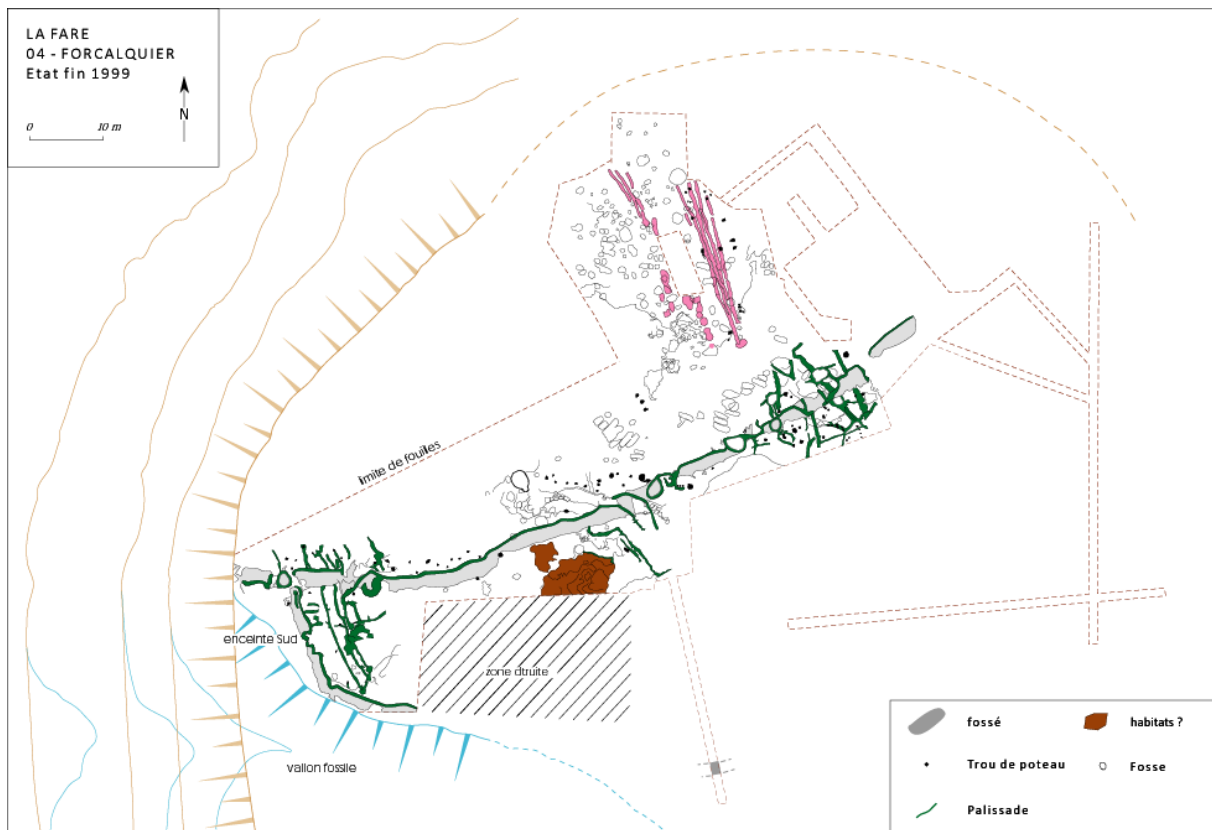 LA FARE
04 - FORCALQUIER
Etat fin 1999
N
0 10 m
limite de fouilles
enceinte Sud
zone dtruite
vallon fossile
fossé
habitats ?
Trou de poteau
Fosse
Palissade